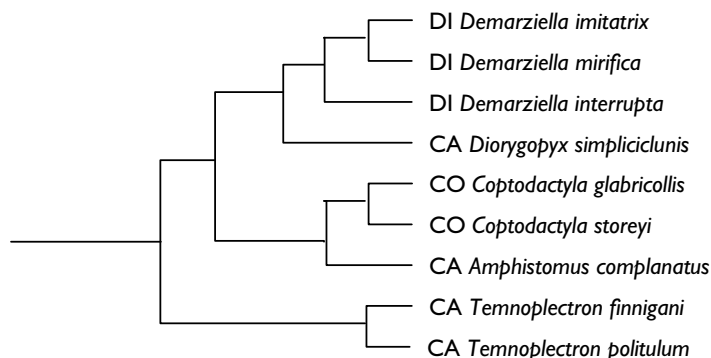 DI Demarziella imitatrix
DI Demarziella mirifica
DI Demarziella interrupta
CA Diorygopyx simpliciclunis
CO Coptodactyla glabricollis
CO Coptodactyla storeyi
CA Amphistomus complanatus
CA Temnoplectron finnigani
CA Temnoplectron politulum